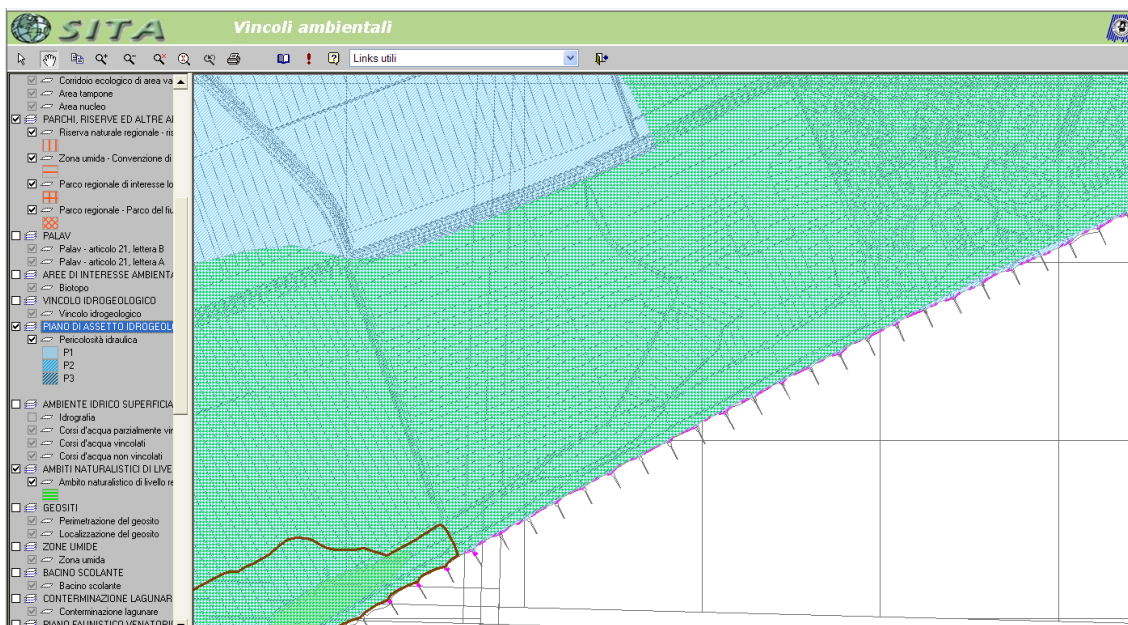 SITA
Vincoli ambientali
Links utili
Corridoio ecologico di area va
Area tampone
Area nucleo
PARCHI, RISERVE ED ALTRE A
Riserva naturale regionale - ris
Zona umida - Convenzione di
Parco regionale di interesse lo
Parco regionale - Parco del fiu
PALAV
Palav - articolo 21, lettera B
Palav - articolo 21, lettera A
AREE DI INTERESSE AMBIENTA
Biotopo
VINCOLO IDROGEOLOGICO
Vincolo idrogeologico
PIANO DI ASSETTO IDROGEOL
Pericolosità idraulica
P1
P2
P3
AMBIENTE IDRICO SUPERFICIA
Idrografia
Corsi d'acqua parzialmente vin
Corsi d'acqua vincolati
Corsi d'acqua non vincolati
AMBITI NATURALISTICI DI LIVE
Ambito naturalistico di livello re
GEOSITI
Perimetrazione del geosito
Localizzazione del geosito
ZONE UMIDE
Zona umida
BACINO SCOLANTE
Bacino scolante
CONTERMINAZIONE LAGUNAR
Conterminazione lagunare
PIANO FAUNISTICO VENATORI